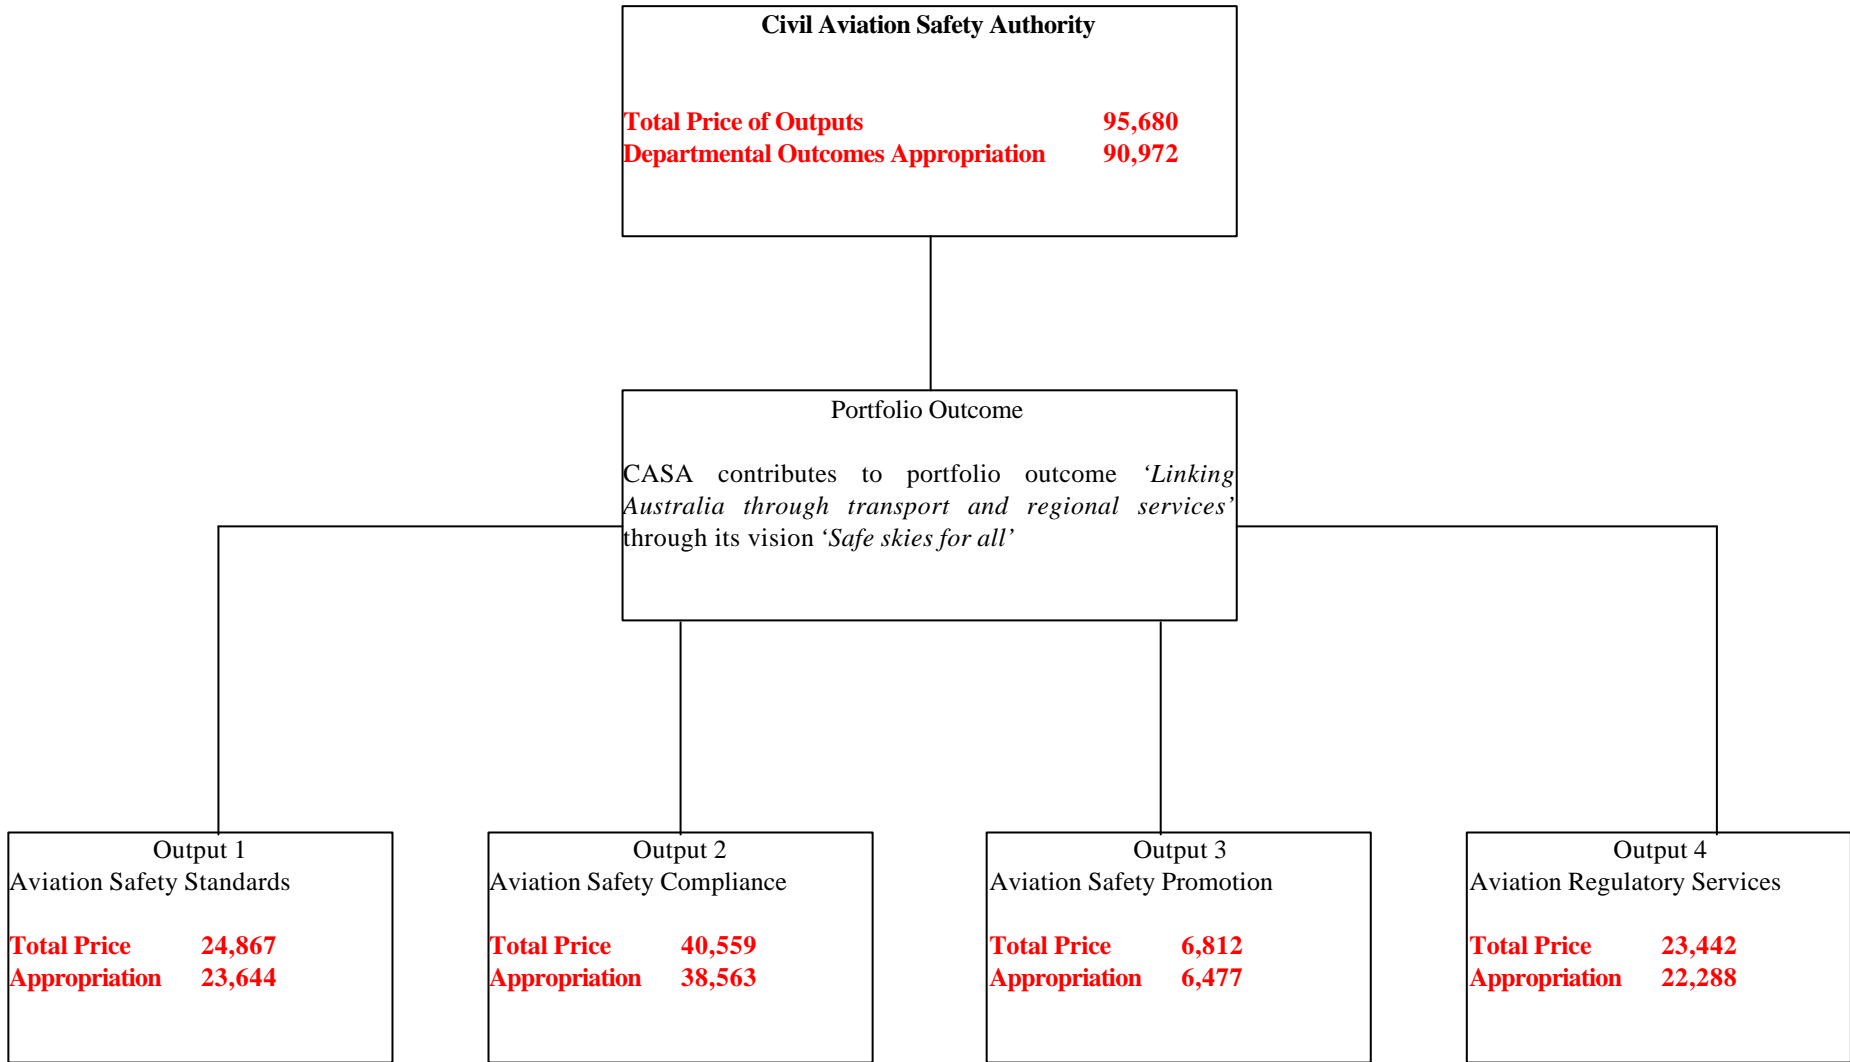 Civil Aviation Safety Authority
Total Price of Outputs 95,680
Departmental Outcomes Appropriation 90,972
Portfolio Outcome
CASA contributes to portfolio outcome ‘Linking
Australia through transport and regional services’
through its vision ‘Safe skies for all’
Output 1
Aviation Safety Standards
Total Price 24,867
Appropriation 23,644
Output 2
Aviation Safety Compliance
Total Price 40,559
Appropriation 38,563
Output 3
Aviation Safety Promotion
Total Price 6,812
Appropriation 6,477
Output 4
Aviation Regulatory Services
Total Price 23,442
Appropriation 22,288